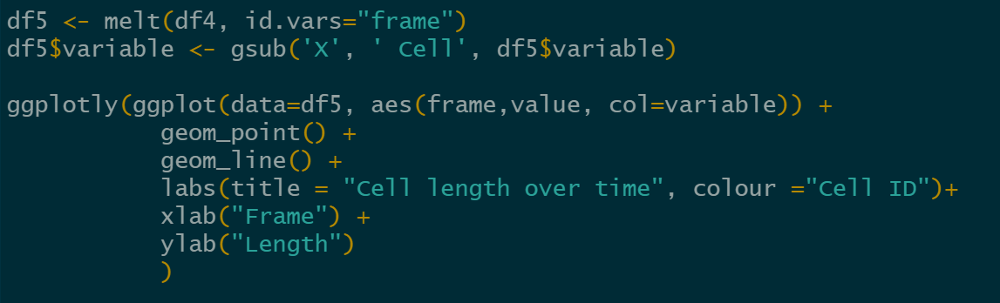 df5 <- melt(df4, id.vars="frame")
df5$variable <- gsub('X', ' Cell', df5$variable)

ggplotly(ggplot(data=df5, aes(frame,value, col=variable)) +
           geom_point() +
           geom_line() +
           labs(title = "Cell length over time", colour ="Cell ID")+
           xlab("Frame") +
           ylab("Length")
           )